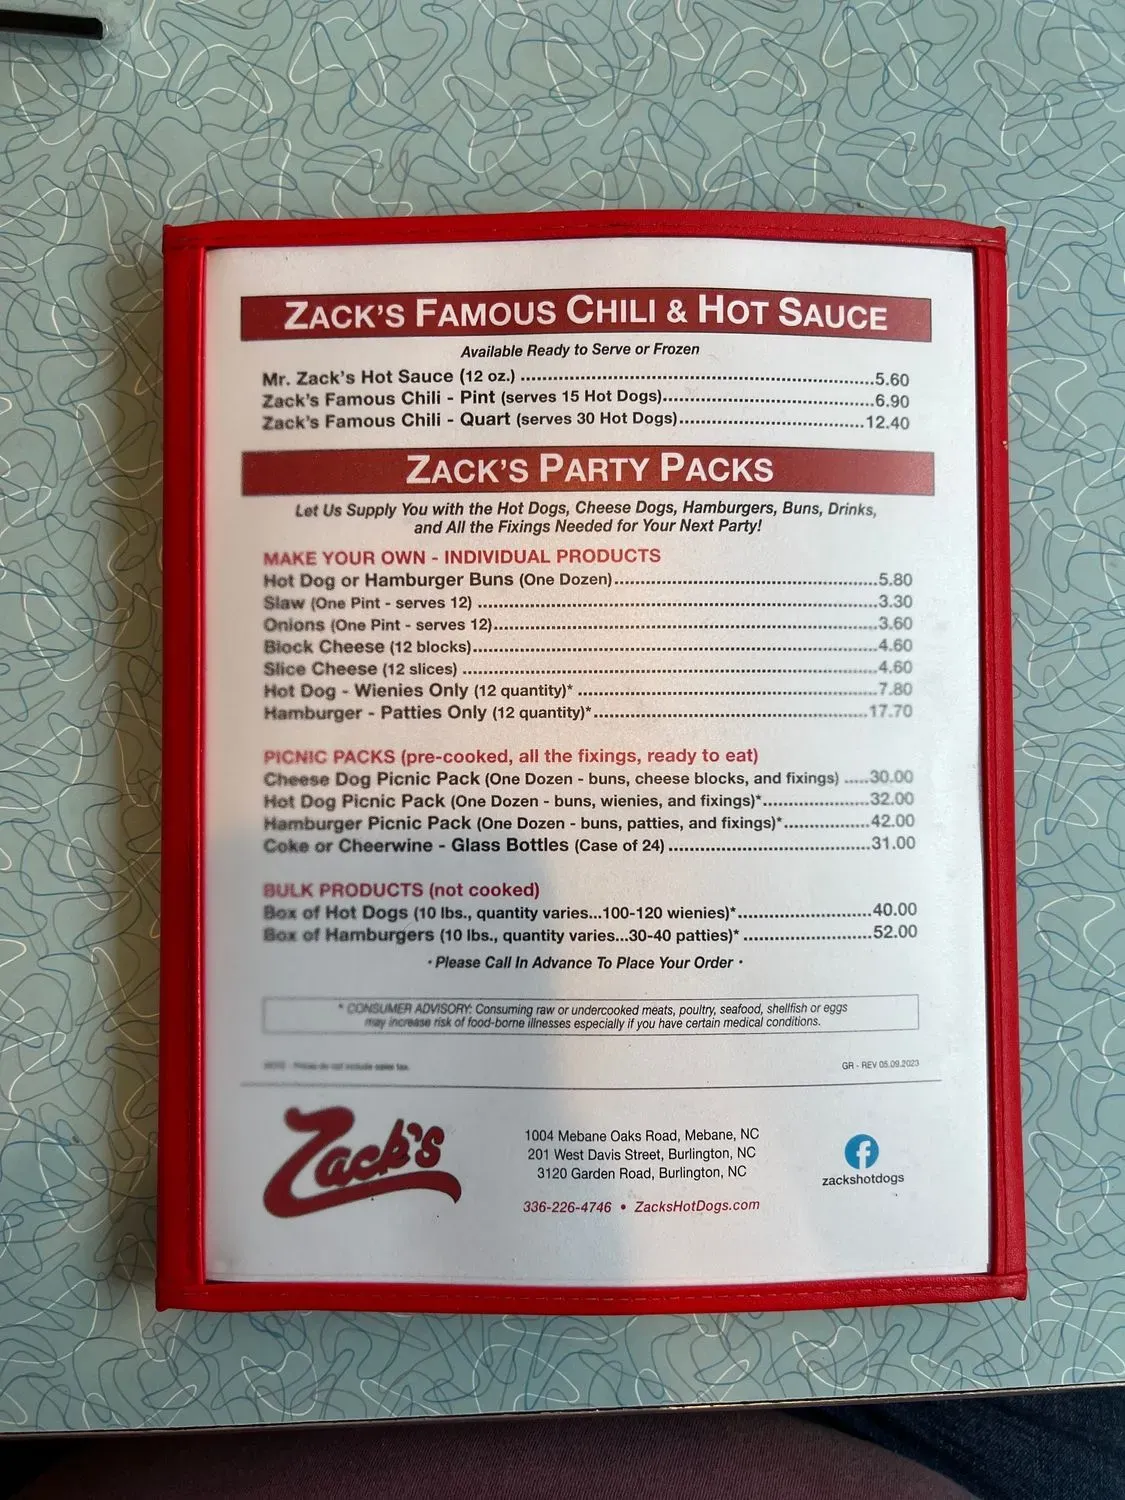 ZACK'S FAMOUS CHILI & HOT SAUCE
Available Ready to Serve or Frozen
Mr. Zack's Hot Sauce (12 oz.) ..........5.60
Zack's Famous Chili - Pint (serves 15 Hot Dogs)..........6.90
Zack's Famous Chili - Quart (serves 30 Hot Dogs)..........12.40
ZACK'S PARTY PACKS
Let Us Supply You with the Hot Dogs, Cheese Dogs, Hamburgers, Buns, Drinks,
and All the Fixings Needed for Your Next Party!
MAKE YOUR OWN - INDIVIDUAL PRODUCTS
Hot Dog or Hamburger Buns (One Dozen)..........5.80
Slaw (One Pint - serves 12) ..........3.30
Onions (One Pint - serves 12)..........3.60
Block Cheese (12 blocks)..........4.60
Slice Cheese (12 slices) ..........4.60
Hot Dog - Wienies Only (12 quantity)* ..........7.80
Hamburger - Patties Only (12 quantity)*..........17.70
PICNIC PACKS (pre-cooked, all the fixings, ready to eat)
Cheese Dog Picnic Pack (One Dozen - buns, cheese blocks, and fixings) .....30.00
Hot Dog Picnic Pack (One Dozen - buns, wienies, and fixings)*..........32.00
Hamburger Picnic Pack (One Dozen - buns, patties, and fixings)*..........42.00
Coke or Cheerwine - Glass Bottles (Case of 24) ..........31.00
BULK PRODUCTS (not cooked)
Box of Hot Dogs (10 lbs., quantity varies...100-120 wienies)*..........40.00
Box of Hamburgers (10 lbs., quantity varies...30-40 patties)* ..........52.00
• Please Call In Advance To Place Your Order •
* CONSUMER ADVISORY: Consuming raw or undercooked meats, poultry, seafood, shellfish or eggs
may increase risk of food-borne illnesses especially if you have certain medical conditions.
NOTE - Prices do not include sales tax.
GR - REV 05.09.2023
Zack's
1004 Mebane Oaks Road, Mebane, NC
201 West Davis Street, Burlington, NC
3120 Garden Road, Burlington, NC
336-226-4746 • ZacksHotDogs.com
f
zackshotdogs